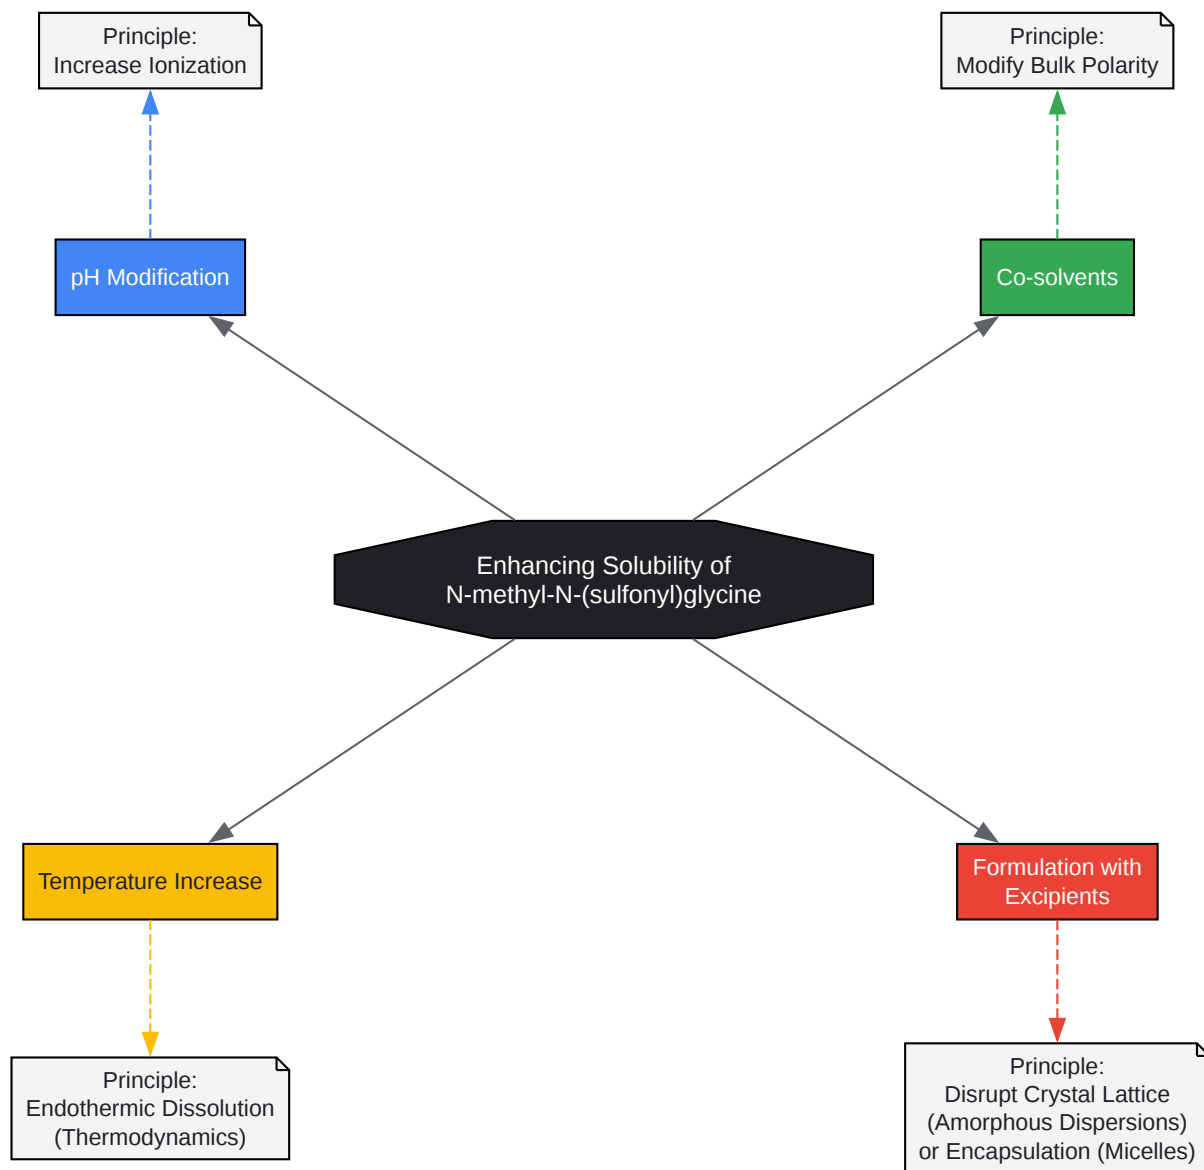 Principle:
Increase Ionization
Principle:
Modify Bulk Polarity
pH Modification
Co-solvents
Enhancing Solubility of
N-methyl-N-(sulfonyl)glycine
Temperature Increase
Formulation with
Excipients
Principle:
Endothermic Dissolution
(Thermodynamics)
Principle:
Disrupt Crystal Lattice
(Amorphous Dispersions)
or Encapsulation (Micelles)